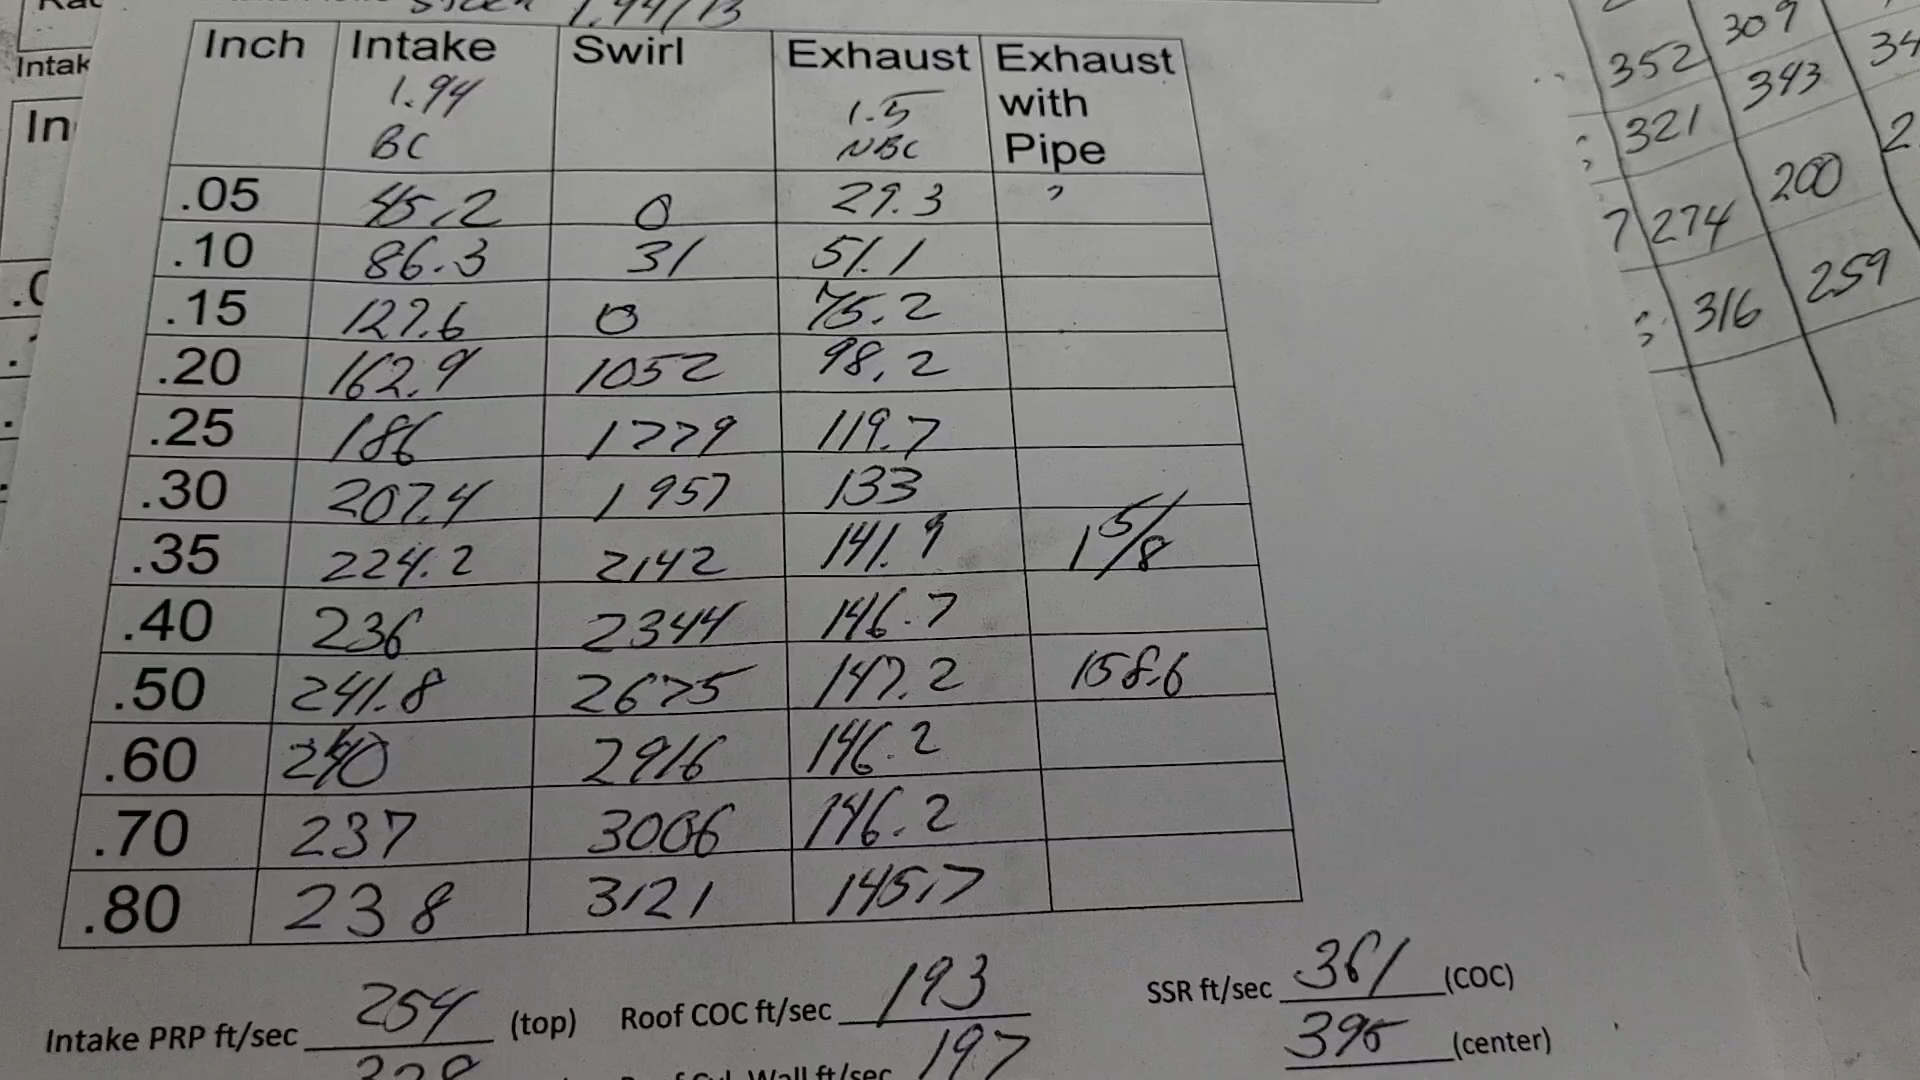 1.94/1.5
Inch Intake Swirl Exhaust Exhaust with Pipe
1.94 1.5
BC NBC
.05 45.2 0 29.3
.10 86.3 31 51.1
.15 127.6 0 75.2
.20 162.9 1052 98.2
.25 186 1779 119.7
.30 207.4 1957 133
.35 224.2 2142 141.9 1 5/8
.40 236 2344 146.7
.50 241.8 2675 147.2 158.6
.60 240 2916 146.2
.70 237 3006 146.2
.80 238 3121 145.7
Intake PRP ft/sec 254 (top) Roof COC ft/sec 193 SSR ft/sec 361 (COC)
197 395 (center)
Intak
In
352 309 34
321 343
274 200
316 259